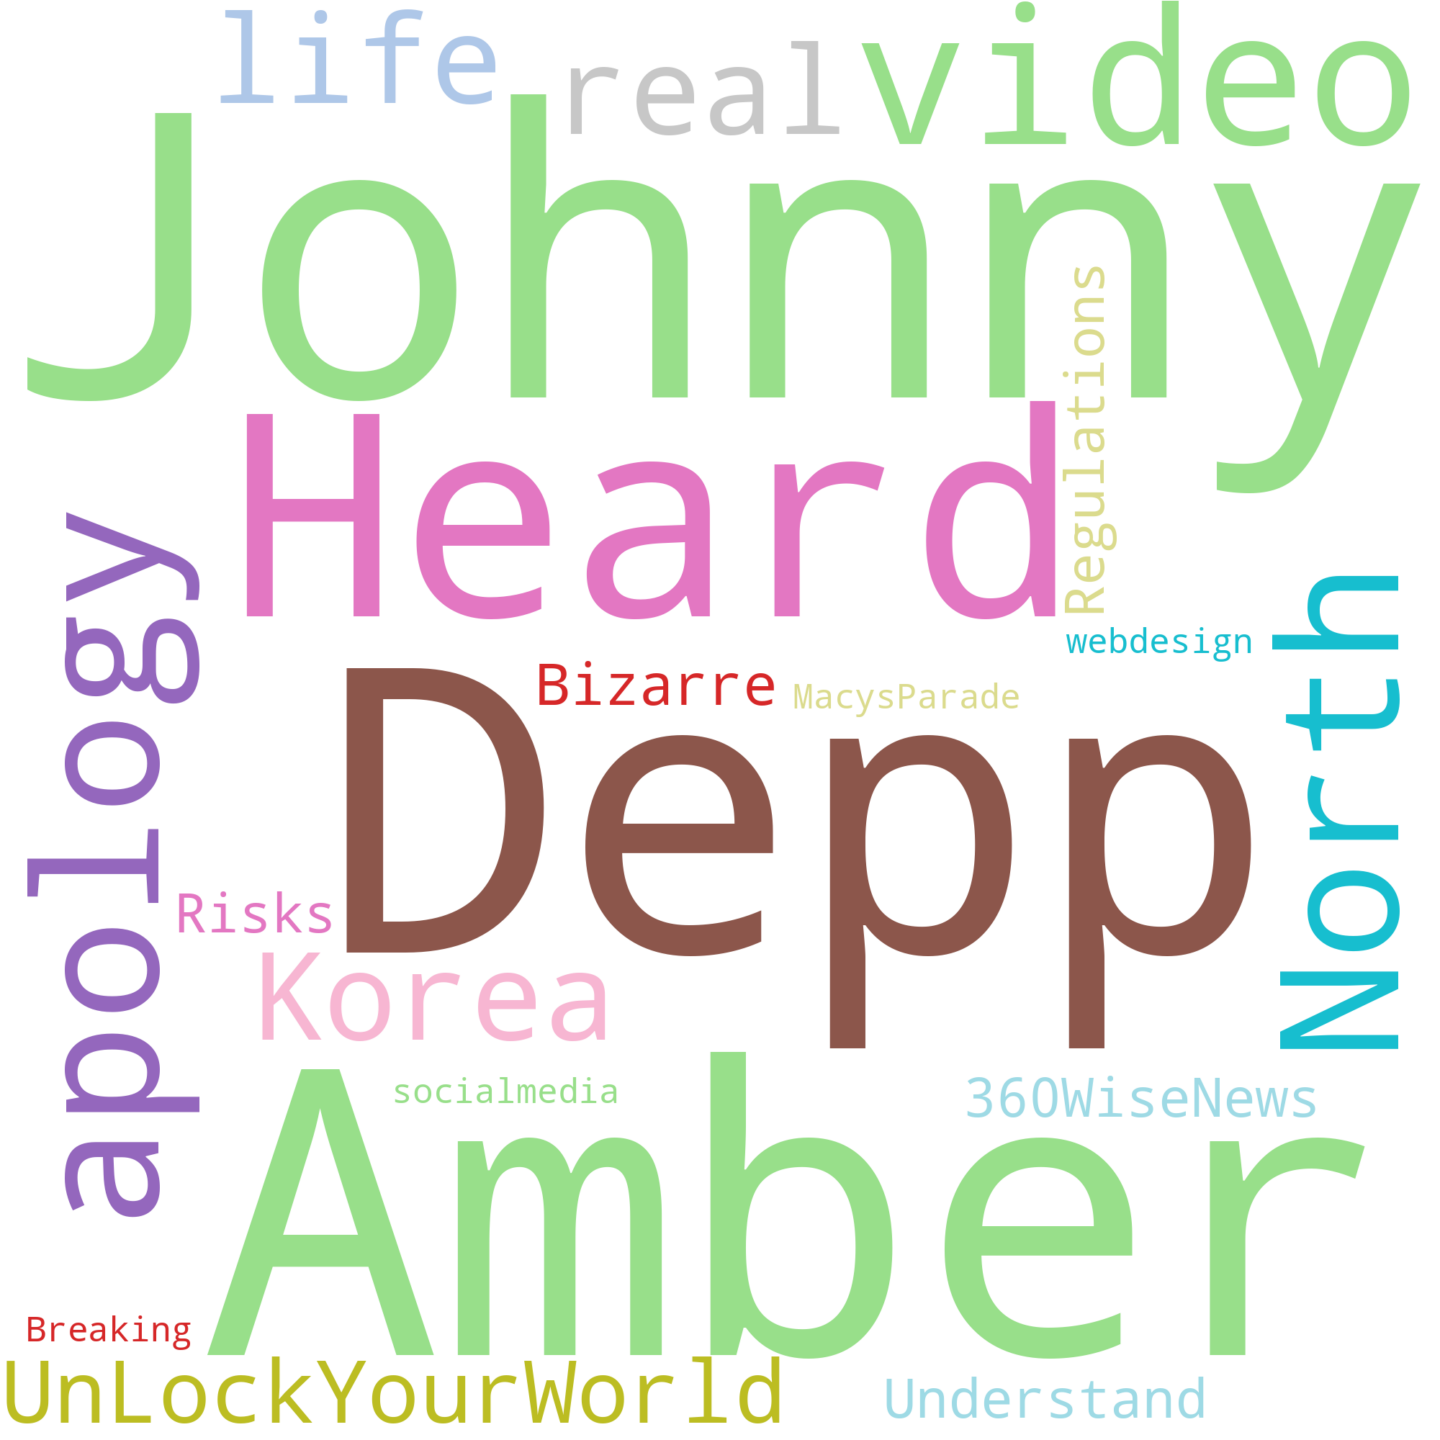 life
real
video
Johnny
Regulations
Heard
apology
North
webdesign
Bizarre
MacysParade
Depp
Risks
Korea
socialmedia
360WiseNews
Amber
Breaking
UnLockYourWorld
Understand